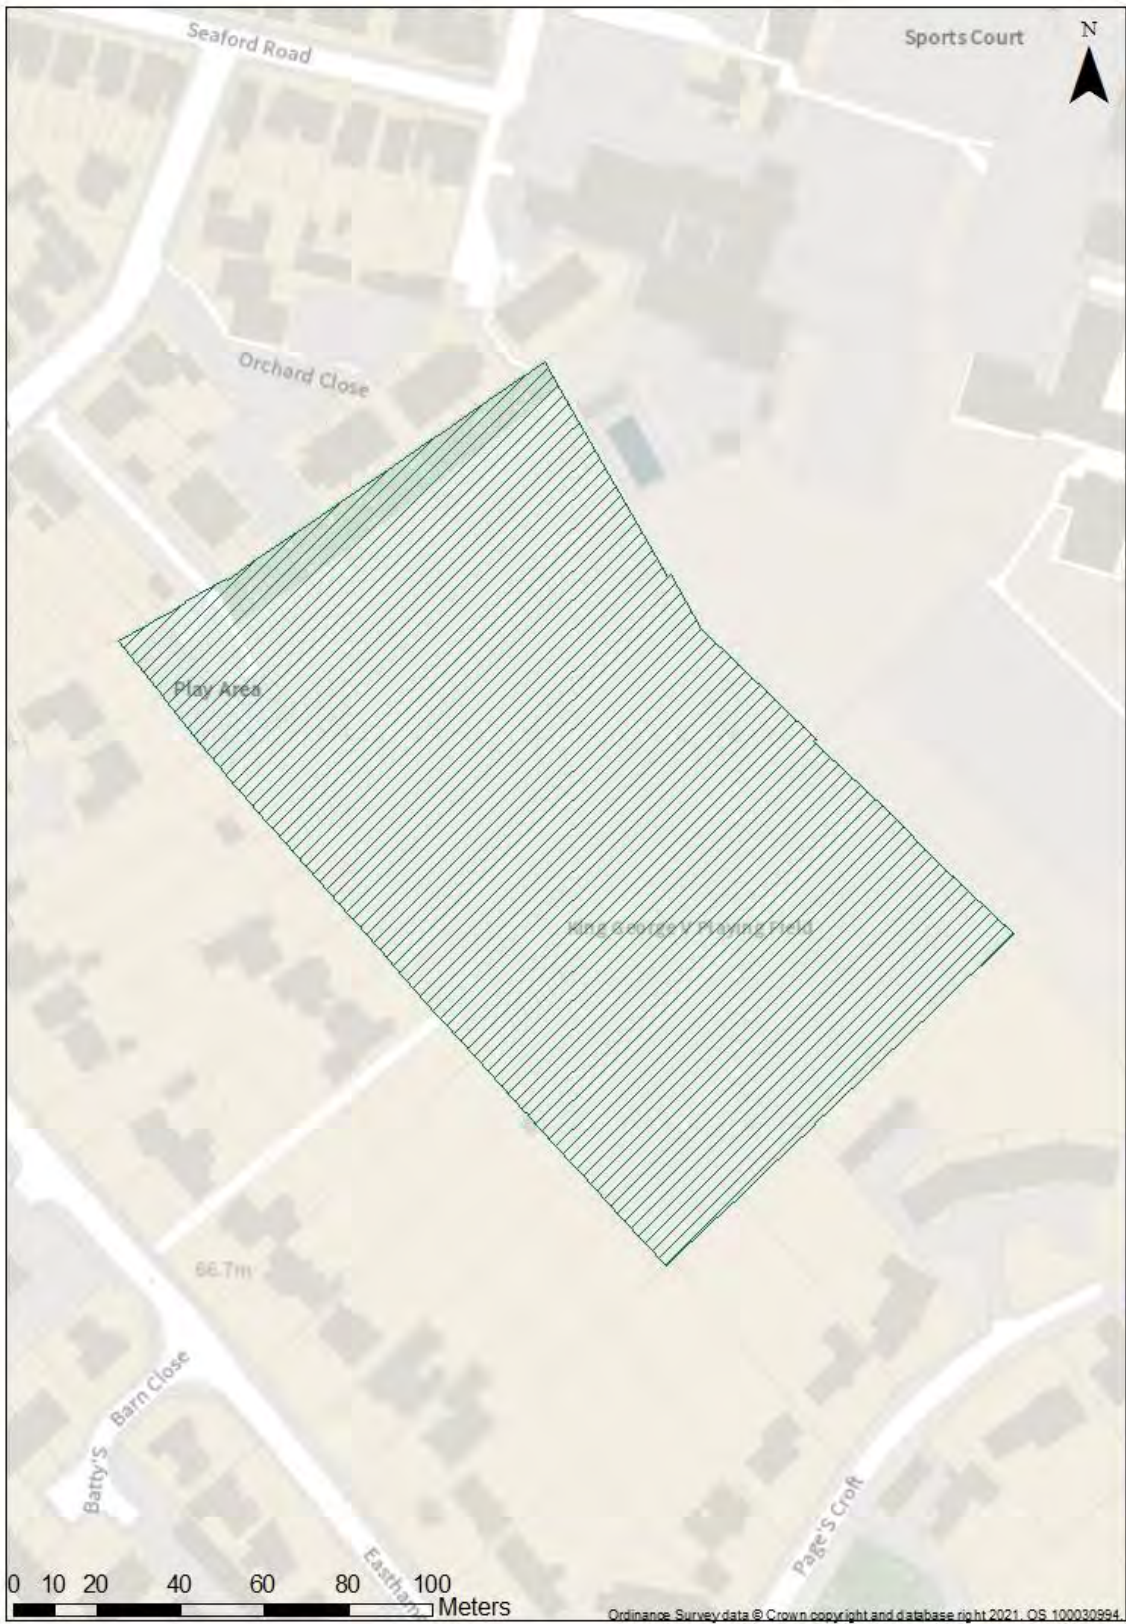 Seaford Road
Sports Court
N
Orchard Close
Play Area
King George V Playing Field
66.7m
Batty'S Barn Close
Page'S Croft
0 10 20 40 60 80 100
Meters
Ordinance Survey data © Crown copyright and database right 2021. OS 100030994